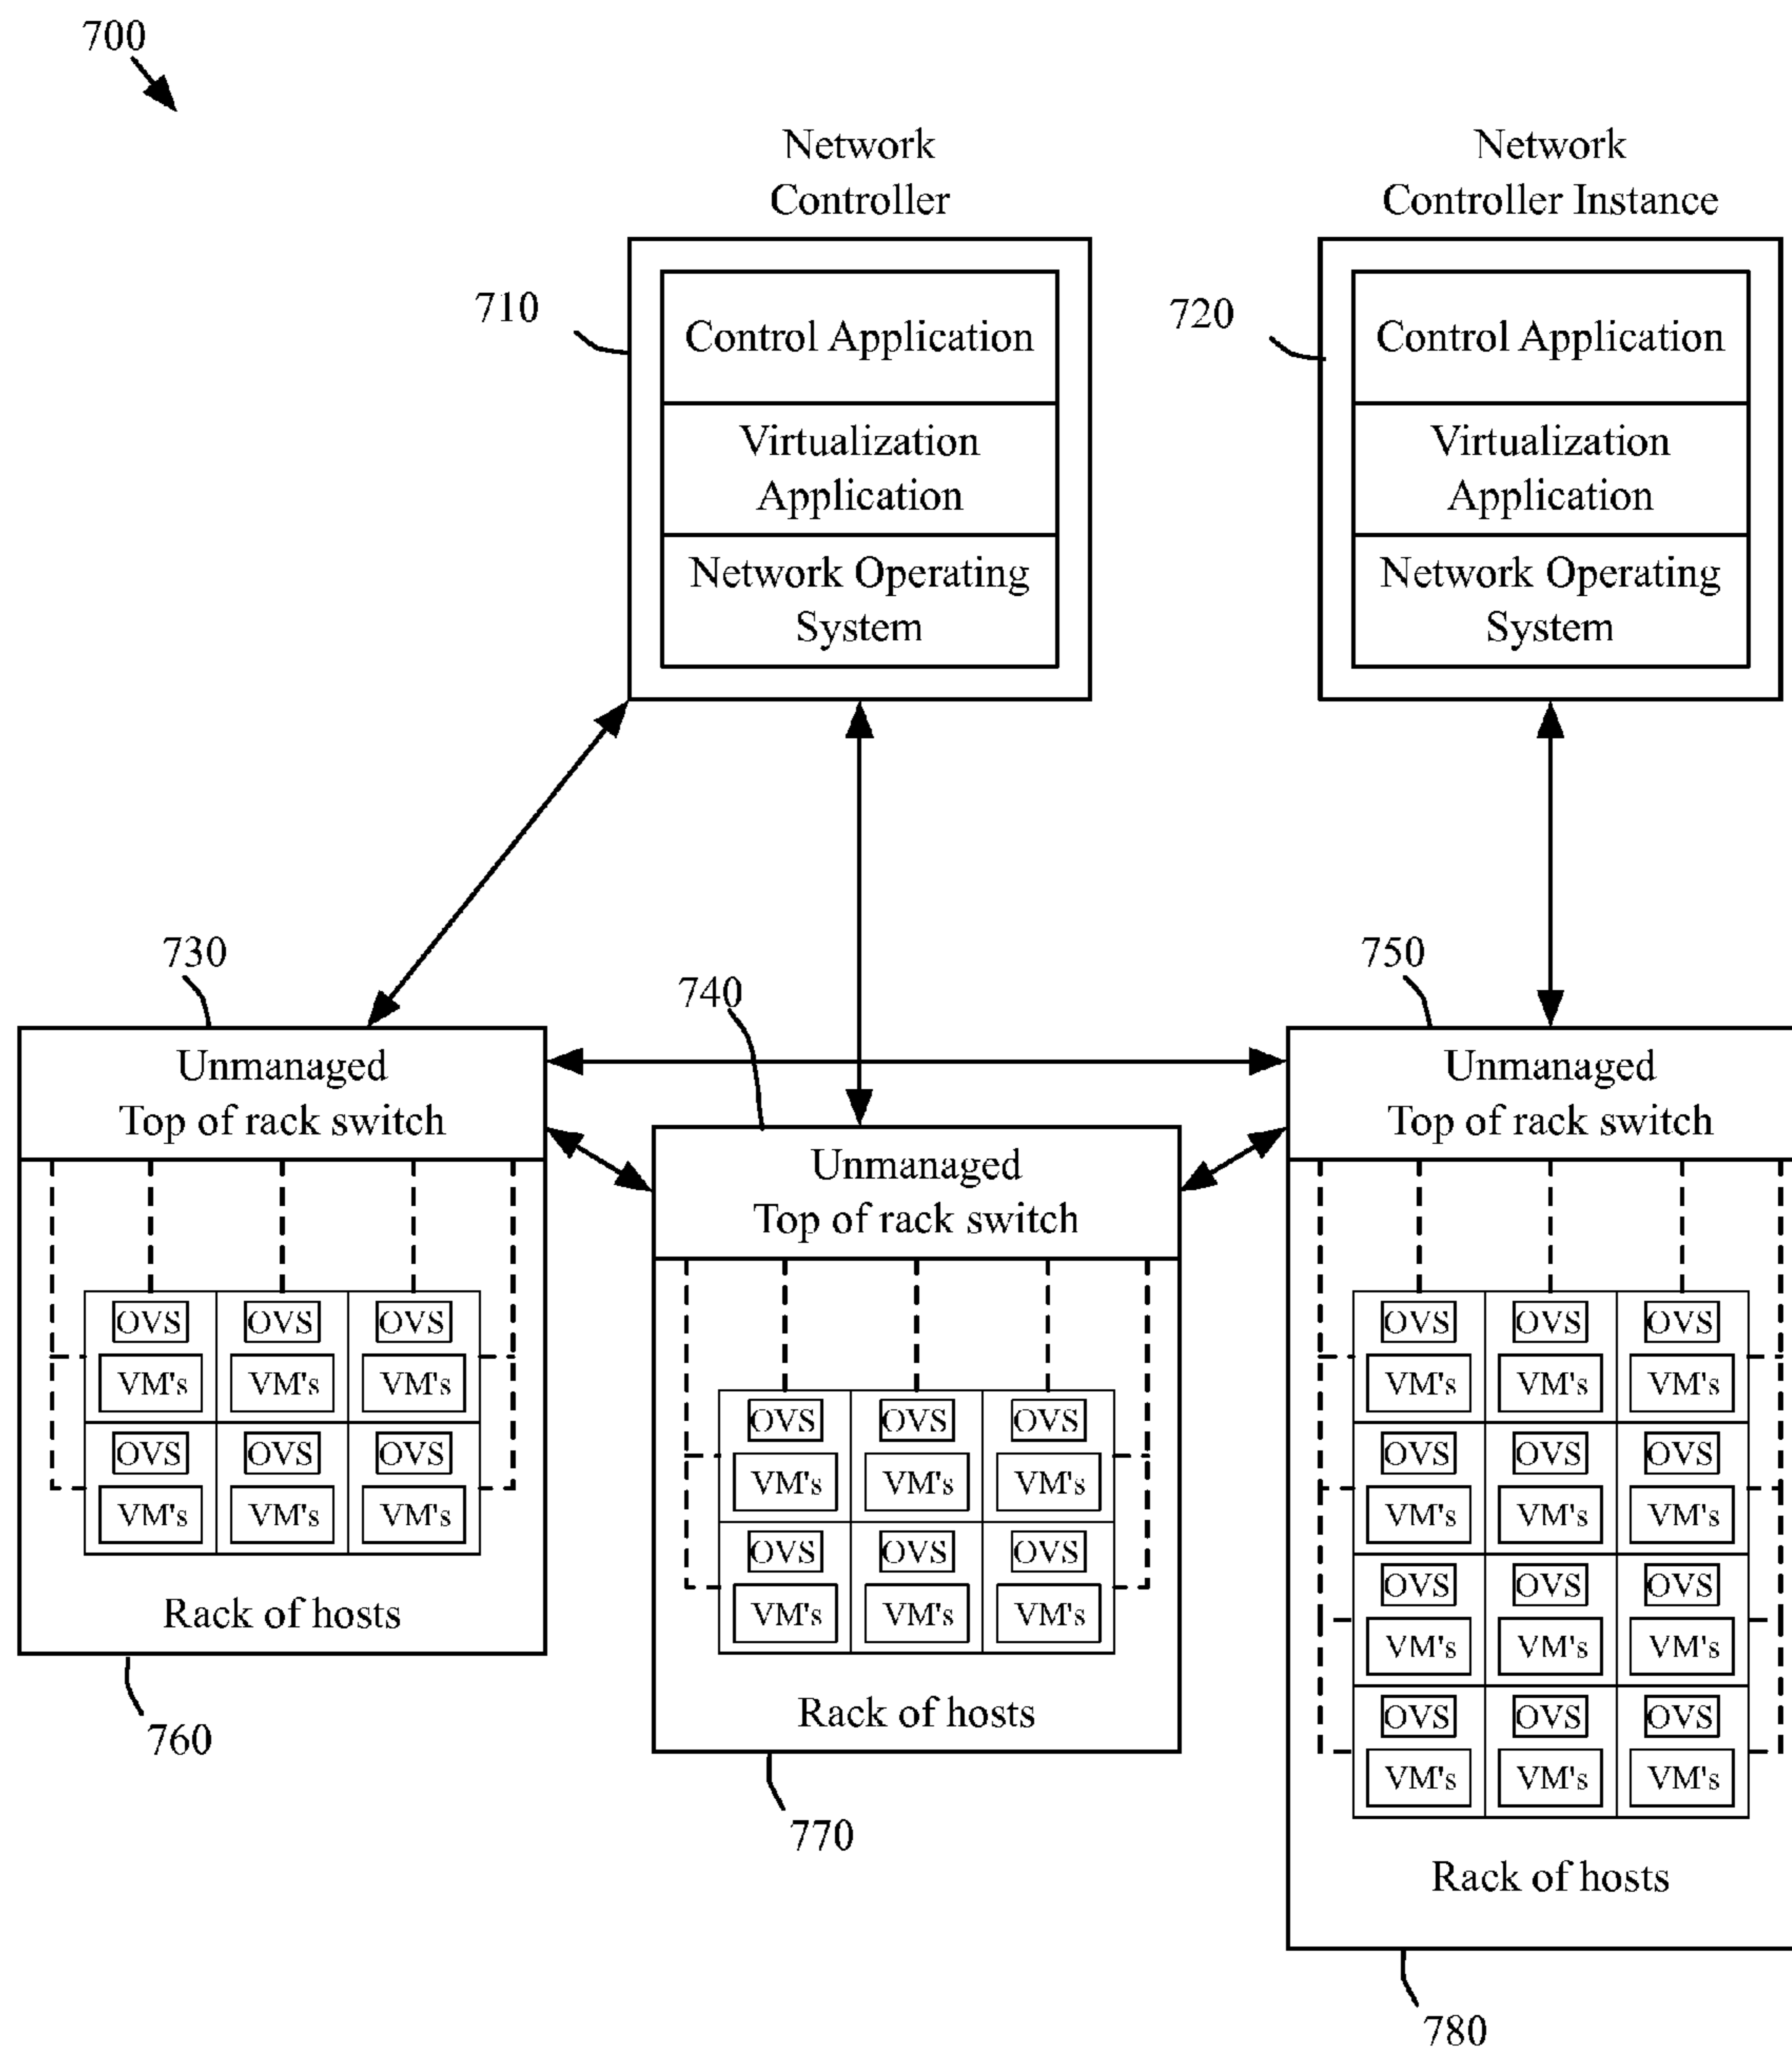 700
Network
Controller
Network
Controller Instance
710
Control Application
Virtualization
Application
Network Operating
System
720
Control Application
Virtualization
Application
Network Operating
System
730
Unmanaged
Top of rack switch
740
Unmanaged
Top of rack switch
750
Unmanaged
Top of rack switch
OVS OVS OVS
VM's VM's VM's
OVS OVS OVS
VM's VM's VM's
Rack of hosts
760
OVS OVS OVS
VM's VM's VM's
OVS OVS OVS
VM's VM's VM's
Rack of hosts
770
OVS OVS OVS
VM's VM's VM's
OVS OVS OVS
VM's VM's VM's
OVS OVS OVS
VM's VM's VM's
OVS OVS OVS
VM's VM's VM's
Rack of hosts
780